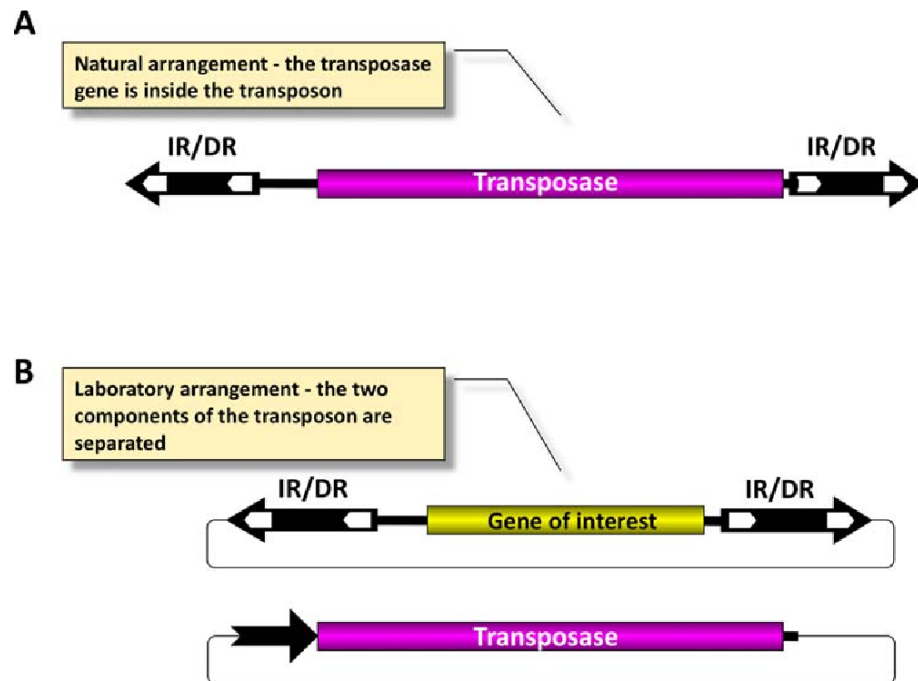 A
Natural arrangement - the transposase
gene is inside the transposon
IR/DR
IR/DR
Transposase
B
Laboratory arrangement - the two
components of the transposon are
separated
IR/DR
IR/DR
Gene of interest
Transposase